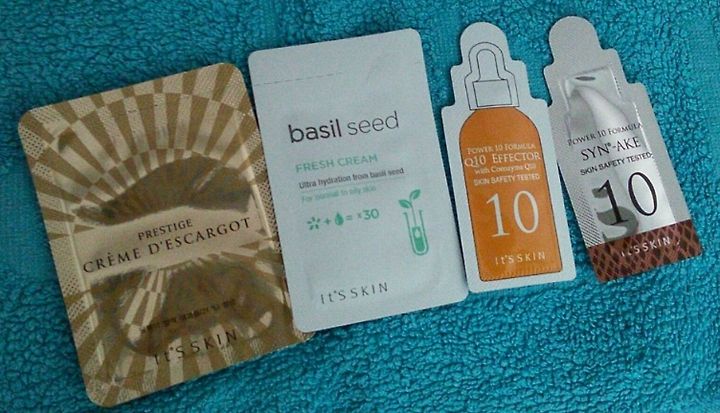 PRESTIGE
CRÈME D'ESCARGOT
It'S SKIN
basil seed
FRESH CREAM
Ultra hydration from basil seed
For normal to oily skin
+ = x30
It'S SKIN
POWER 10 FORMULA
Q10 EFFECTOR
with Coenzyme Q10
SKIN SAFETY TESTED
10
It'S SKIN
POWER 10 FORMULA
SYN®-AKE
SKIN SAFETY TESTED
10
It'S SKIN